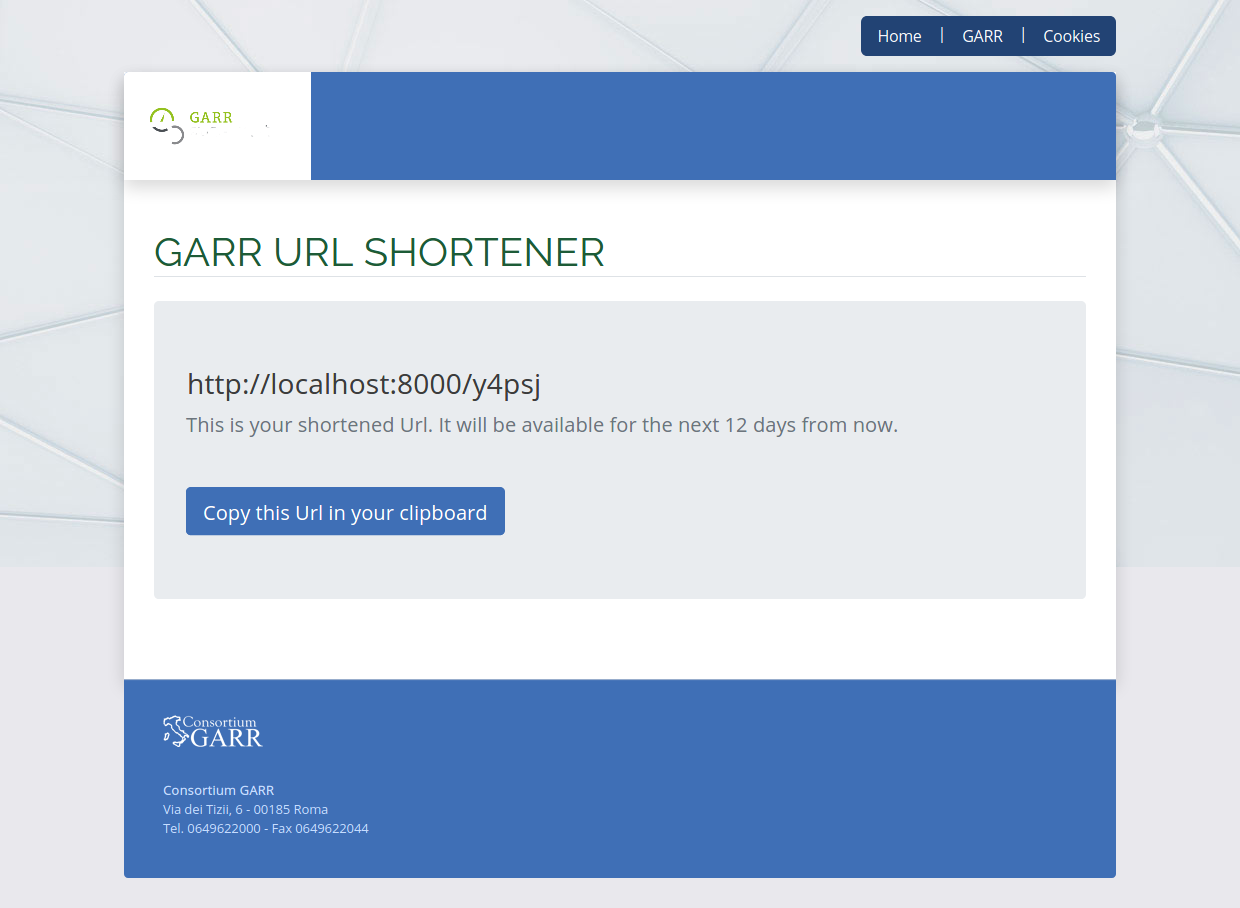 Home | GARR | Cookies
GARR
GARR URL SHORTENER
http://localhost:8000/y4psj
This is your shortened Url. It will be available for the next 12 days from now.
Copy this Url in your clipboard
Consortium
GARR
Consortium GARR
Via dei Tizii, 6 - 00185 Roma
Tel. 0649622000 - Fax 0649622044